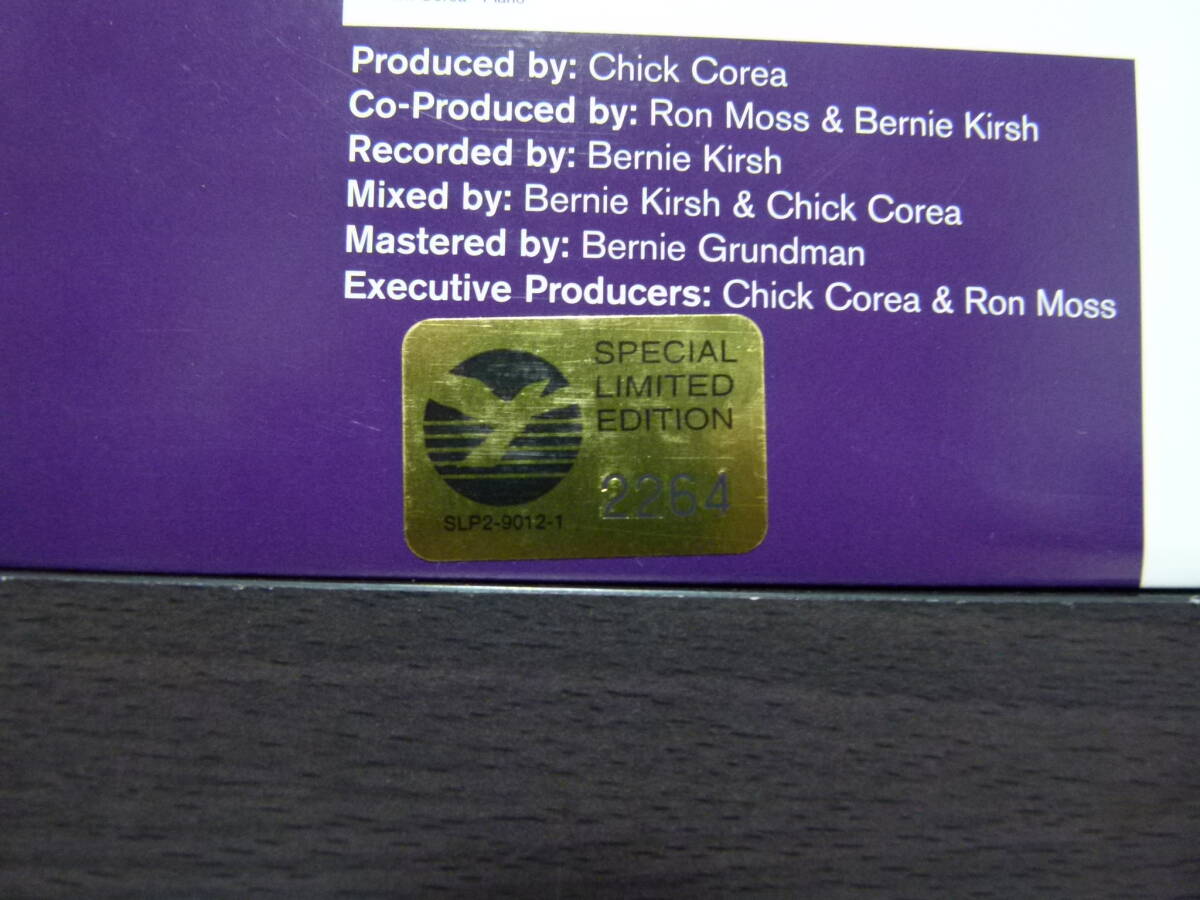 Corea - Piano
Produced by: Chick Corea
Co-Produced by: Ron Moss & Bernie Kirsh
Recorded by: Bernie Kirsh
Mixed by: Bernie Kirsh & Chick Corea
Mastered by: Bernie Grundman
Executive Producers: Chick Corea & Ron Moss
SPECIAL
LIMITED
EDITION
2264
SLP2-9012-1